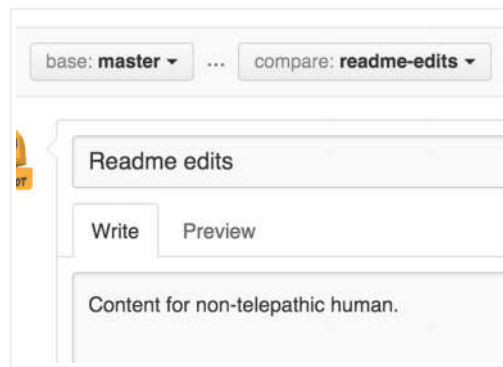 base: master ... compare: readme-edits
Readme edits
Write Preview
Content for non-telepathic human.